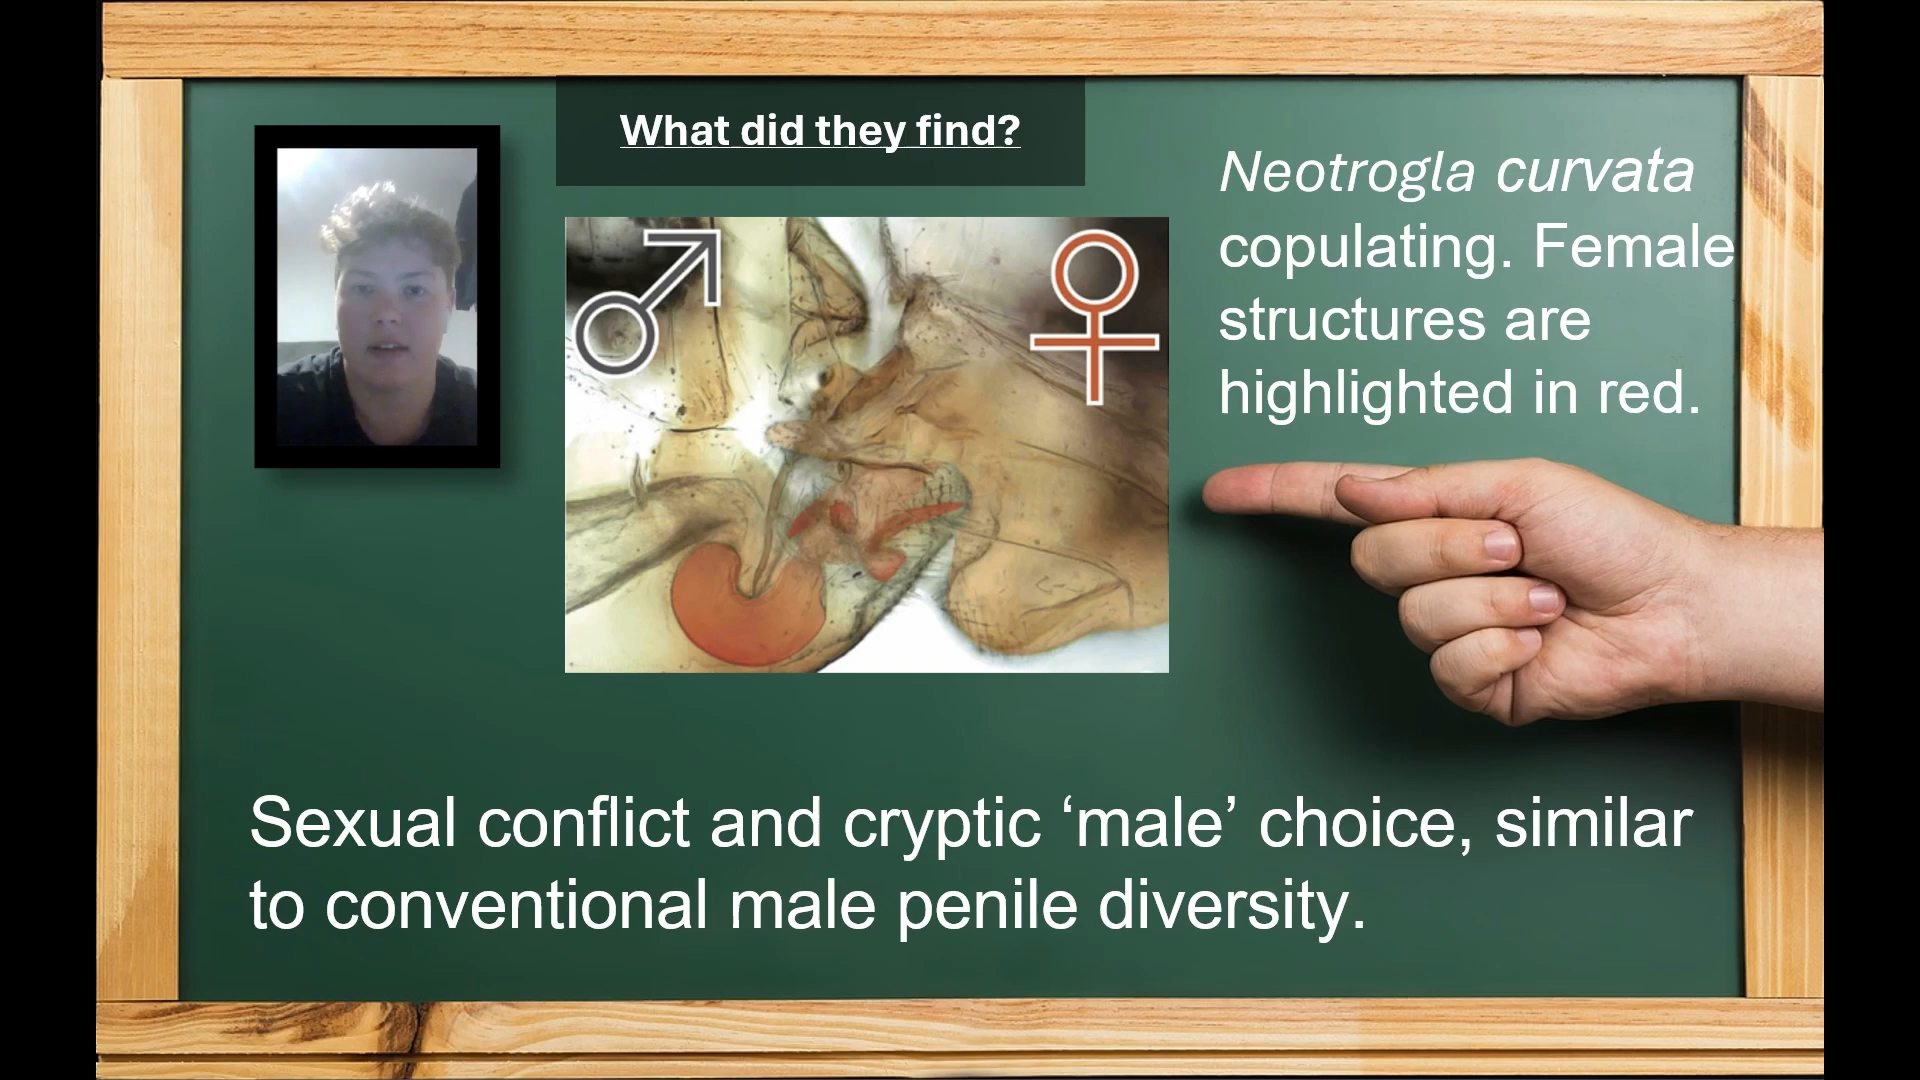 What did they find?
Neotrogla curvata
copulating. Female
structures are
highlighted in red.
Sexual conflict and cryptic ‘male’ choice, similar
to conventional male penile diversity.